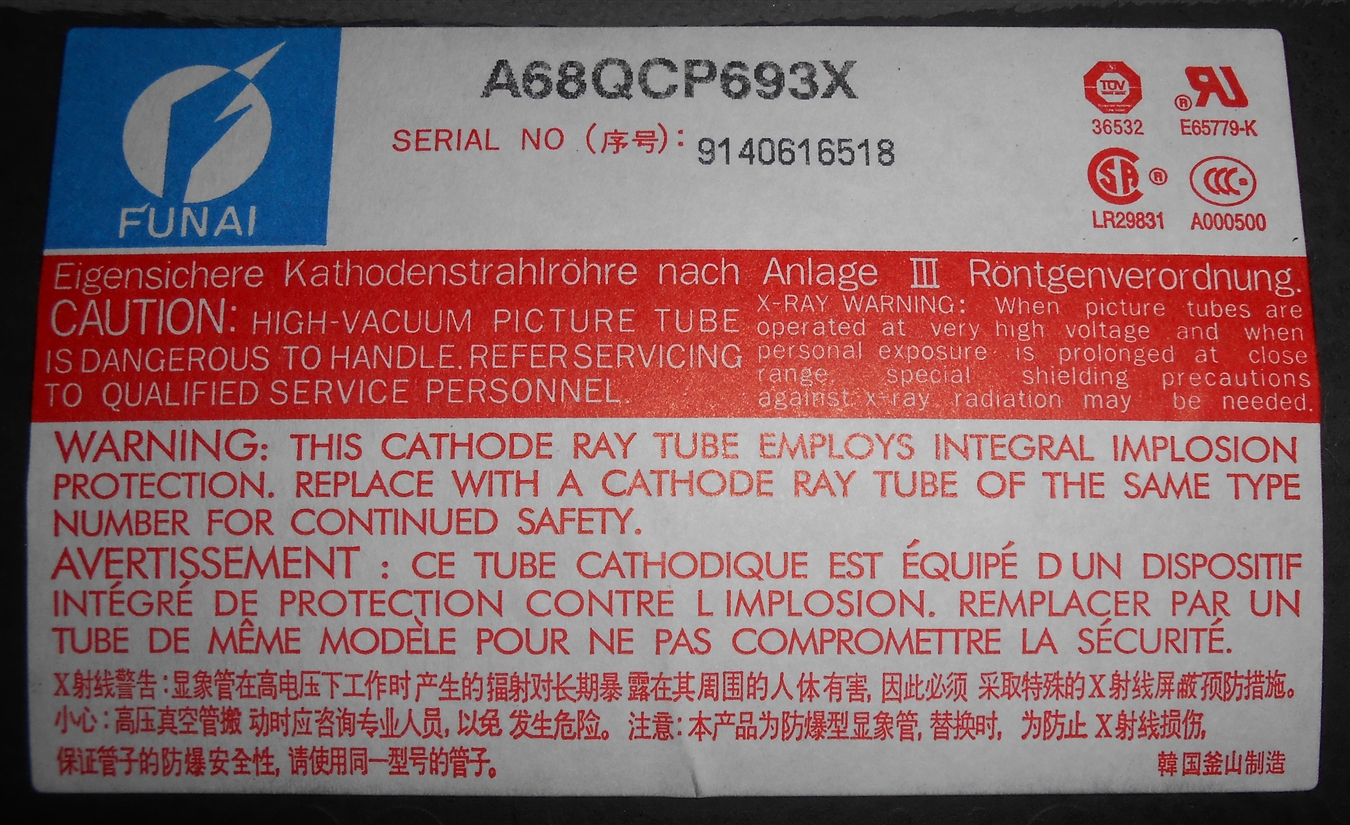 FUNAI
A68QCP693X
SERIAL NO (序号): 9140616518
TÜV
36532
®
E65779-K
®
LR29831
A000500
Eigensichere Kathodenstrahlröhre nach Anlage III Röntgenverordnung.
CAUTION: HIGH-VACUUM PICTURE TUBE
IS DANGEROUS TO HANDLE. REFER SERVICING
TO QUALIFIED SERVICE PERSONNEL.
X-RAY WARNING: When picture tubes are
operated at very high voltage and when
personal exposure is prolonged at close
range, special shielding precautions
against x-ray radiation may be needed.
WARNING: THIS CATHODE RAY TUBE EMPLOYS INTEGRAL IMPLOSION
PROTECTION. REPLACE WITH A CATHODE RAY TUBE OF THE SAME TYPE
NUMBER FOR CONTINUED SAFETY.
AVERTISSEMENT : CE TUBE CATHODIQUE EST ÉQUIPÉ D UN DISPOSITIF
INTÉGRÉ DE PROTECTION CONTRE L IMPLOSION. REMPLACER PAR UN
TUBE DE MÊME MODÈLE POUR NE PAS COMPROMETTRE LA SÉCURITÉ.
X射线警告:显象管在高电压下工作时产生的辐射对长期暴露在其周围的人体有害, 因此必须 采取特殊的X射线屏蔽预防措施。
小心:高压真空管搬动时应咨询专业人员, 以免发生危险。 注意:本产品为防爆型显象管, 替换时, 为防止X射线损伤,
保证管子的防爆安全性, 请使用同一型号的管子。
韓国釜山制造